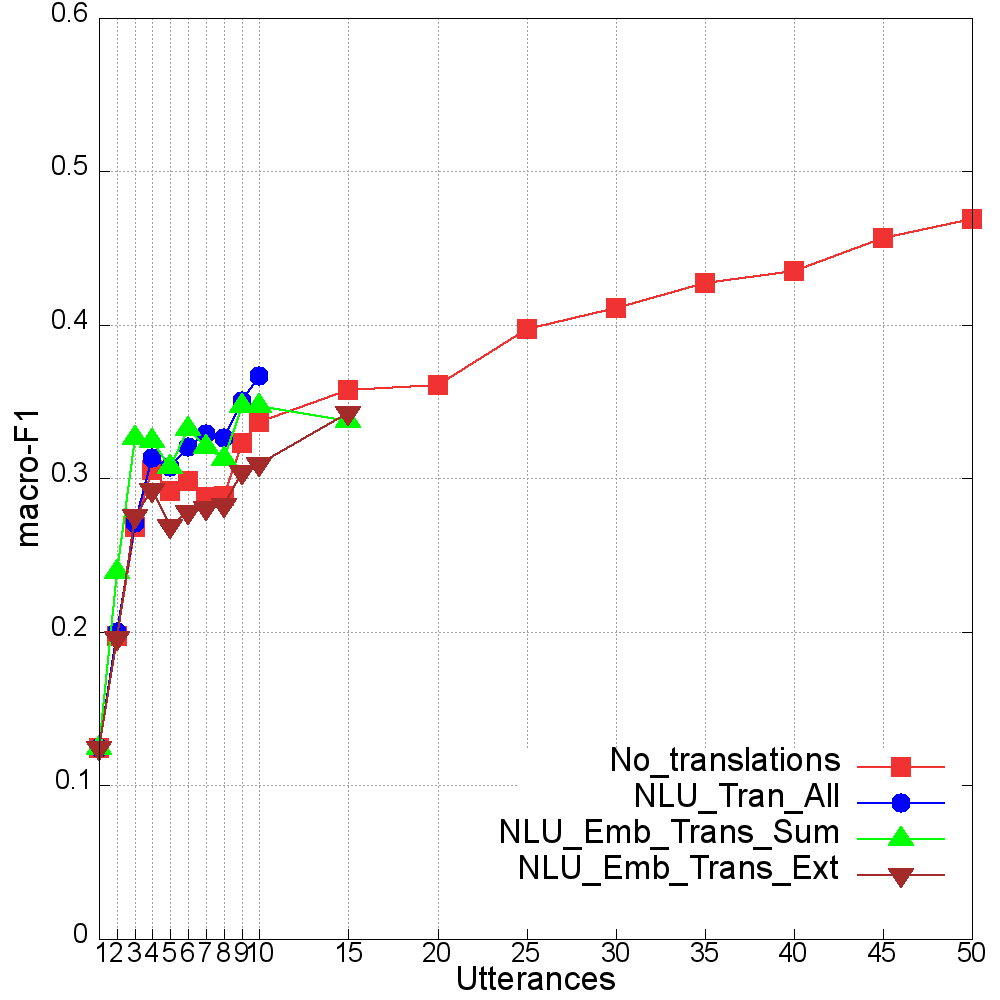 0.6
0.5
0.4
0.3
0.2
0.1
0
macro-F1
No_translations
NLU_Tran_All
NLU_Emb_Trans_Sum
NLU_Emb_Trans_Ext
1 2 3 4 5 6 7 8 9 10 15 20 25 30 35 40 45 50
Utterances